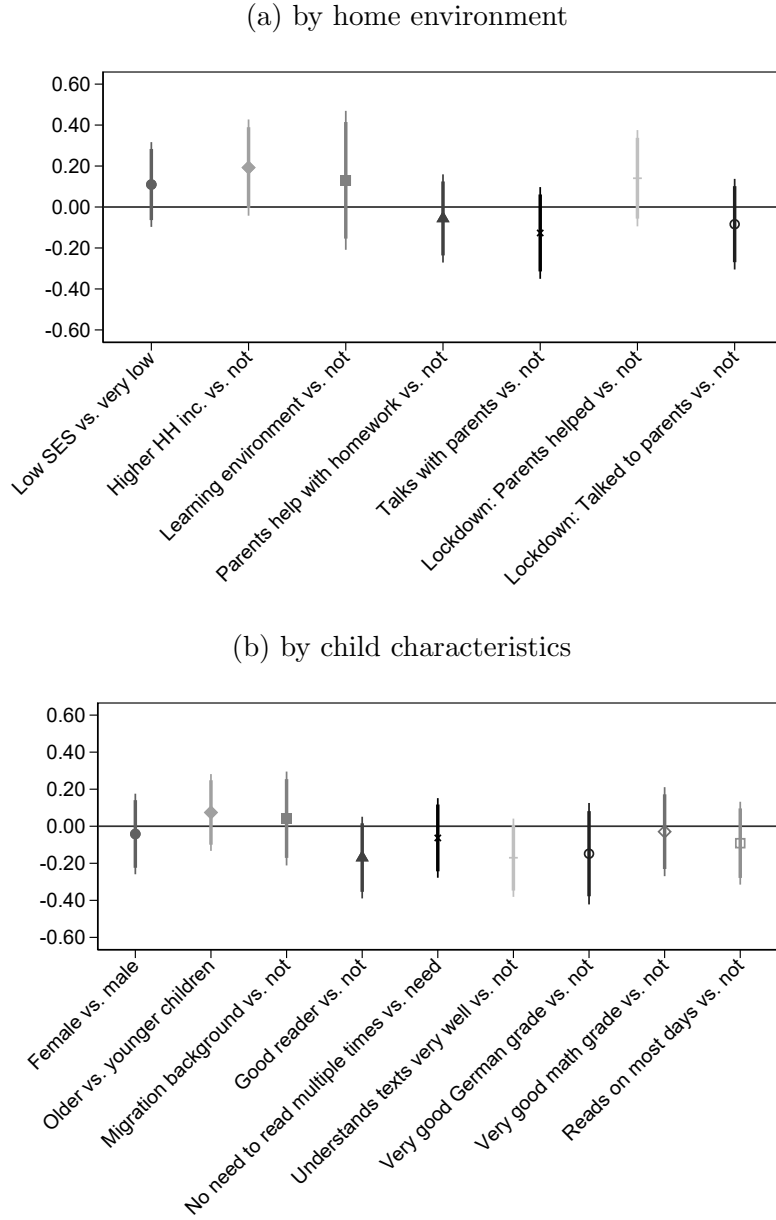 (a) by home environment
0.60
0.40
0.20
0.00
-0.20
-0.40
-0.60
Low SES vs. very low
Higher HH inc. vs. not
Learning environment vs. not
Parents help with homework vs. not
Talks with parents vs. not
Lockdown: Parents helped vs. not
Lockdown: Talked to parents vs. not
(b) by child characteristics
0.60
0.40
0.20
0.00
-0.20
-0.40
-0.60
Female vs. male
Older vs. younger children
Migration background vs. not
Good reader vs. not
No need to read multiple times vs. need
Understands texts very well vs. not
Very good German grade vs. not
Very good math grade vs. not
Reads on most days vs. not